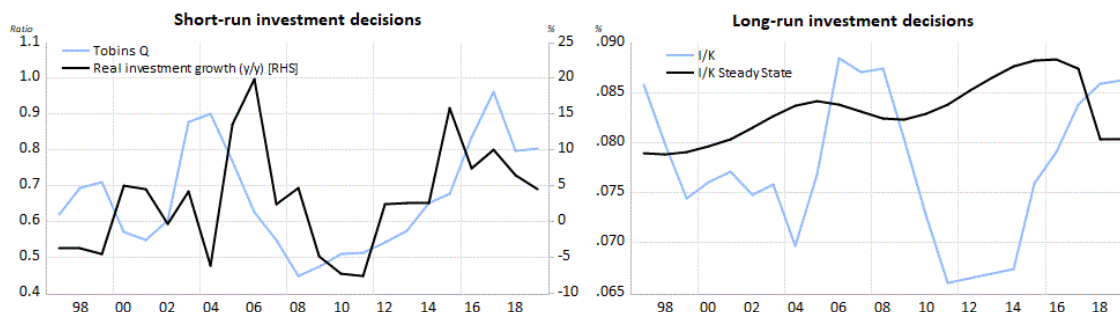 Short-run investment decisions
Ratio
%
1.1
1.0
0.9
0.8
0.7
0.6
0.5
0.4
25
20
15
10
5
0
-5
-10
Tobins Q
Real investment growth (y/y) [RHS]
98 00 02 04 06 08 10 12 14 16 18
Long-run investment decisions
%
.090
.085
.080
.075
.070
.065
I/K
I/K Steady State
98 00 02 04 06 08 10 12 14 16 18